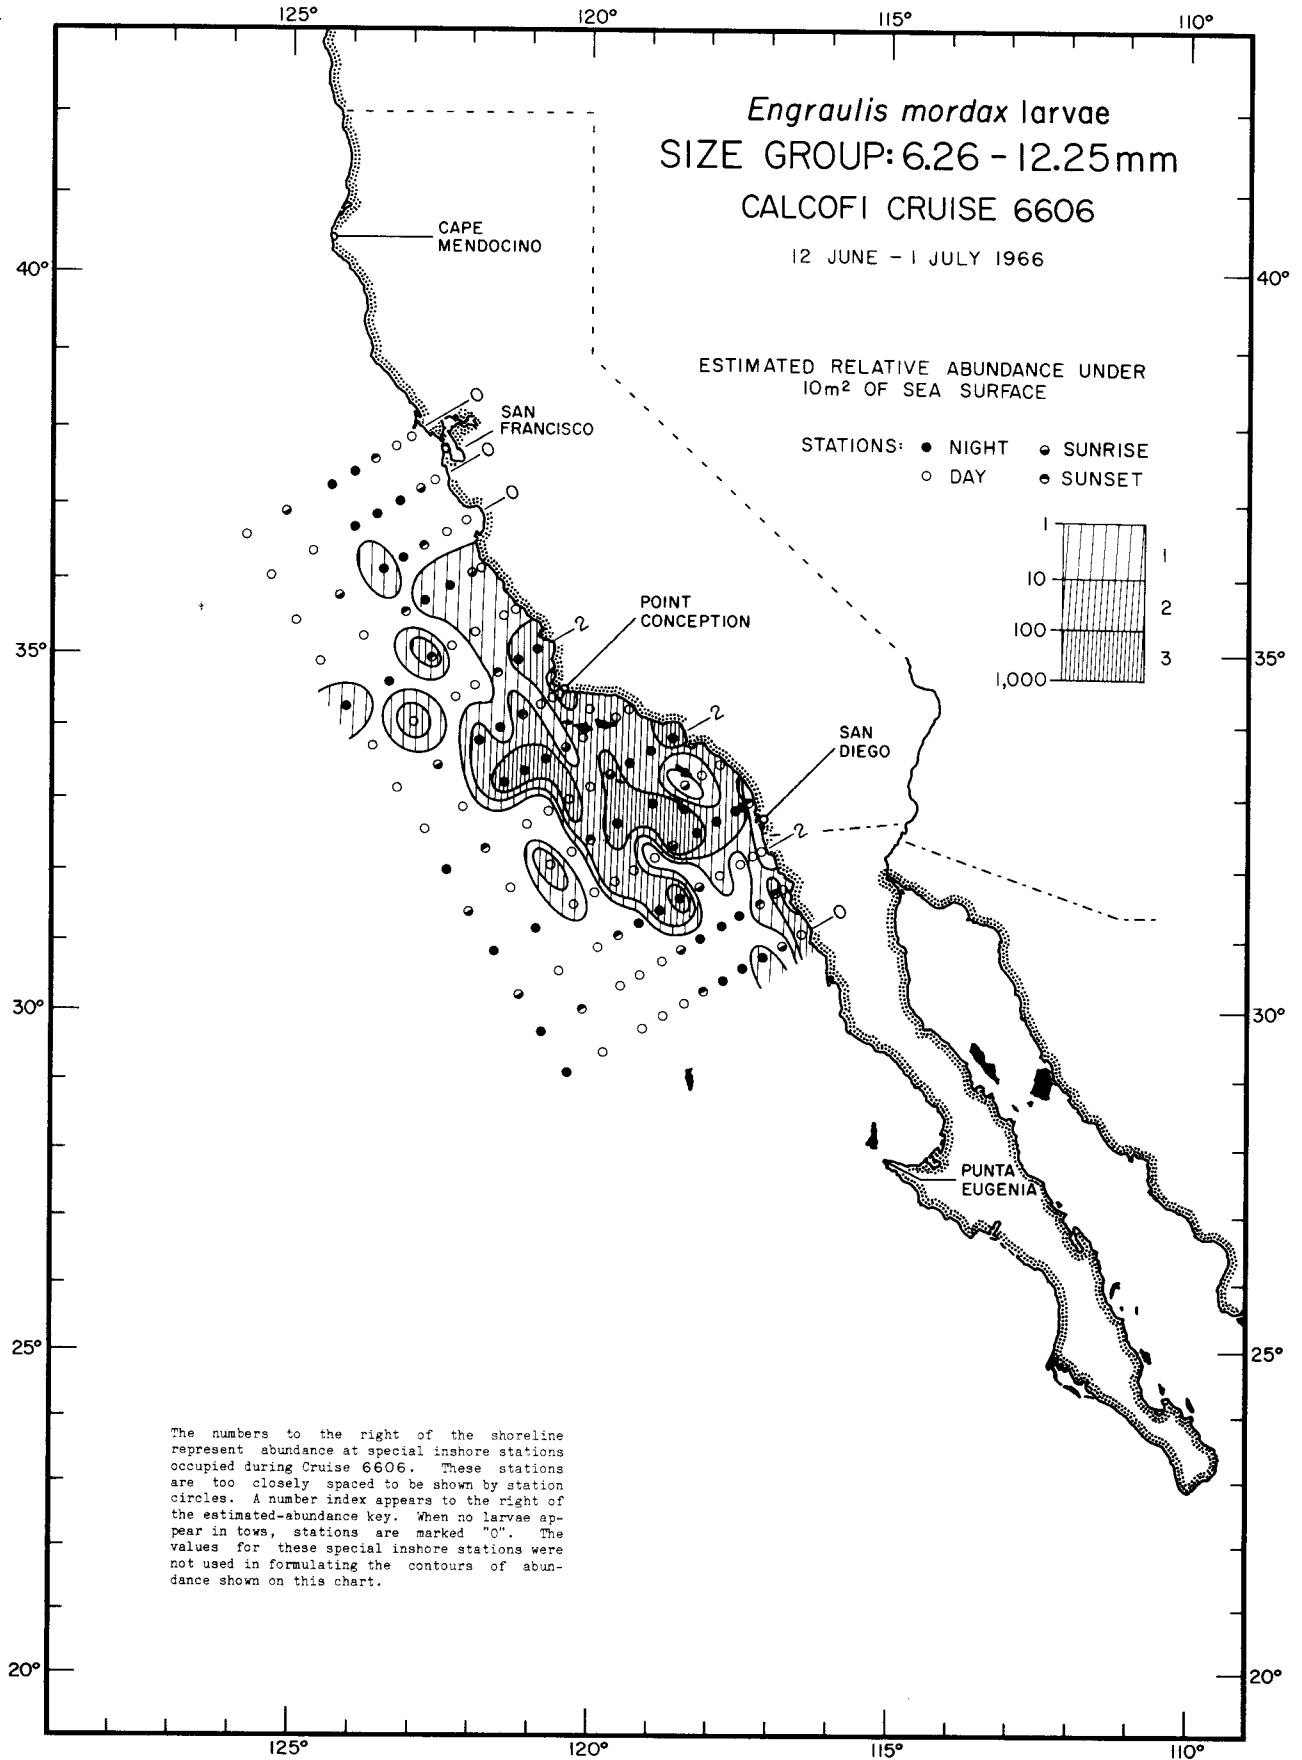 125° 120° 115° 110°
Engraulis mordax larvae
SIZE GROUP: 6.26 - 12.25mm
CALCOFI CRUISE 6606
12 JUNE - 1 JULY 1966
CAPE
MENDOCINO
40° 40°
ESTIMATED RELATIVE ABUNDANCE UNDER
10m² OF SEA SURFACE
0
SAN
FRANCISCO
0
STATIONS: ● NIGHT SUNRISE
○ DAY SUNSET
0
1
1
10
2
100
3
1,000
POINT
CONCEPTION
2
35° 35°
2
SAN
DIEGO
2
0
30° 30°
PUNTA
EUGENIA
25° 25°
The numbers to the right of the shoreline
represent abundance at special inshore stations
occupied during Cruise 6606. These stations
are too closely spaced to be shown by station
circles. A number index appears to the right of
the estimated-abundance key. When no larvae ap-
pear in tows, stations are marked "0". The
values for these special inshore stations were
not used in formulating the contours of abun-
dance shown on this chart.
20° 20°
125° 120° 115° 110°